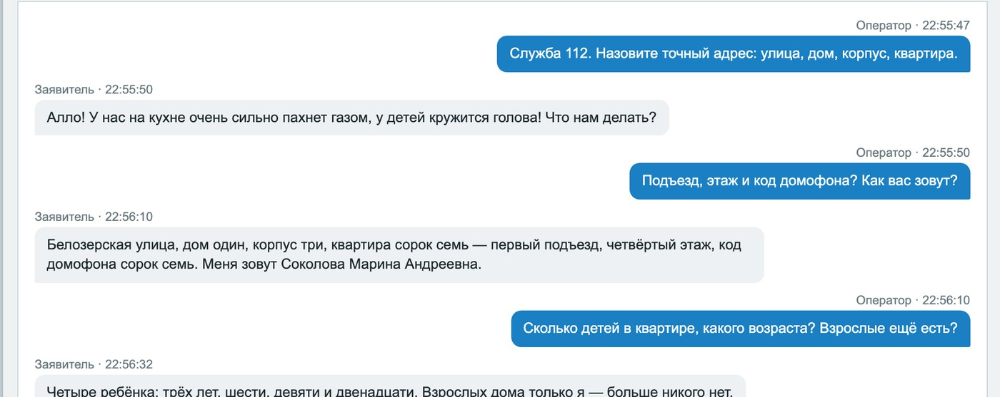 Оператор · 22:55:47
Служба 112. Назовите точный адрес: улица, дом, корпус, квартира.
Заявитель · 22:55:50
Алло! У нас на кухне очень сильно пахнет газом, у детей кружится голова! Что нам делать?
Оператор · 22:55:50
Подъезд, этаж и код домофона? Как вас зовут?
Заявитель · 22:56:10
Белозерская улица, дом один, корпус три, квартира сорок семь — первый подъезд, четвёртый этаж, код
домофона сорок семь. Меня зовут Соколова Марина Андреевна.
Оператор · 22:56:10
Сколько детей в квартире, какого возраста? Взрослые ещё есть?
Заявитель · 22:56:32
Четыре ребёнка: трёх лет, шести, девяти и двенадцати. Взрослых дома только я — больше никого нет.